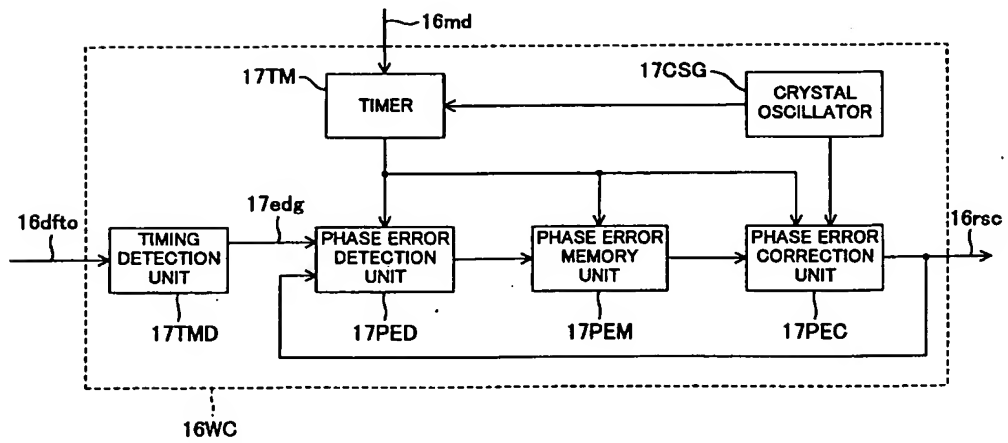 16md
17TM
17CSG
TIMER
CRYSTAL
OSCILLATOR
16dfto
17edg
16rsc
TIMING
DETECTION
UNIT
PHASE ERROR
DETECTION
UNIT
PHASE ERROR
MEMORY
UNIT
PHASE ERROR
CORRECTION
UNIT
17TMD
17PED
17PEM
17PEC
16WC